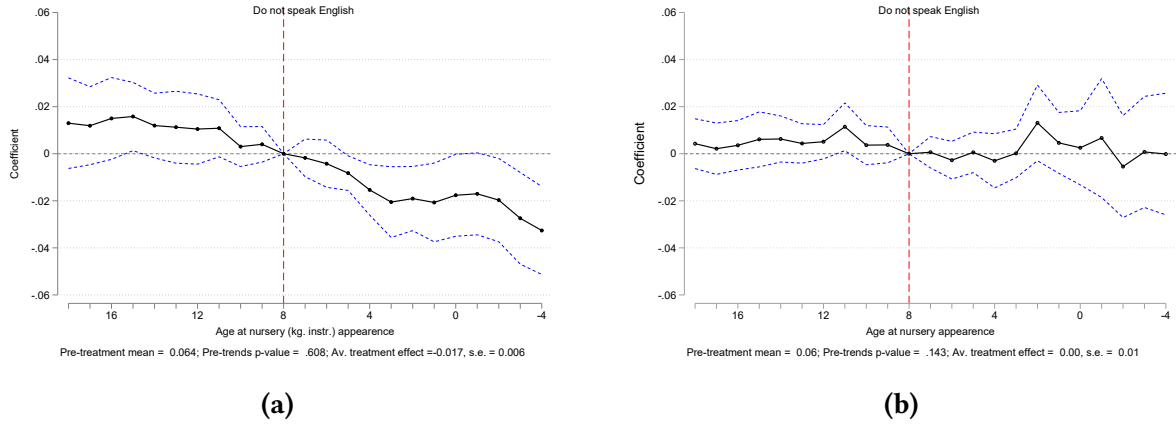 Do not speak English
.06
.04
.02
0
-.02
-.04
-.06
Coefficient
16
12
8
4
0
-4
Age at nursery (kg. instr.) appearence
Pre-treatment mean = 0.064; Pre-trends p-value = .608; Av. treatment effect =-0.017, s.e. = 0.006
(a)
Do not speak English
.06
.04
.02
0
-.02
-.04
-.06
Coefficient
16
12
8
4
0
-4
Age at nursery appearence
Pre-treatment mean = 0.06; Pre-trends p-value = .143; Av. treatment effect = 0.00, s.e. = 0.01
(b)